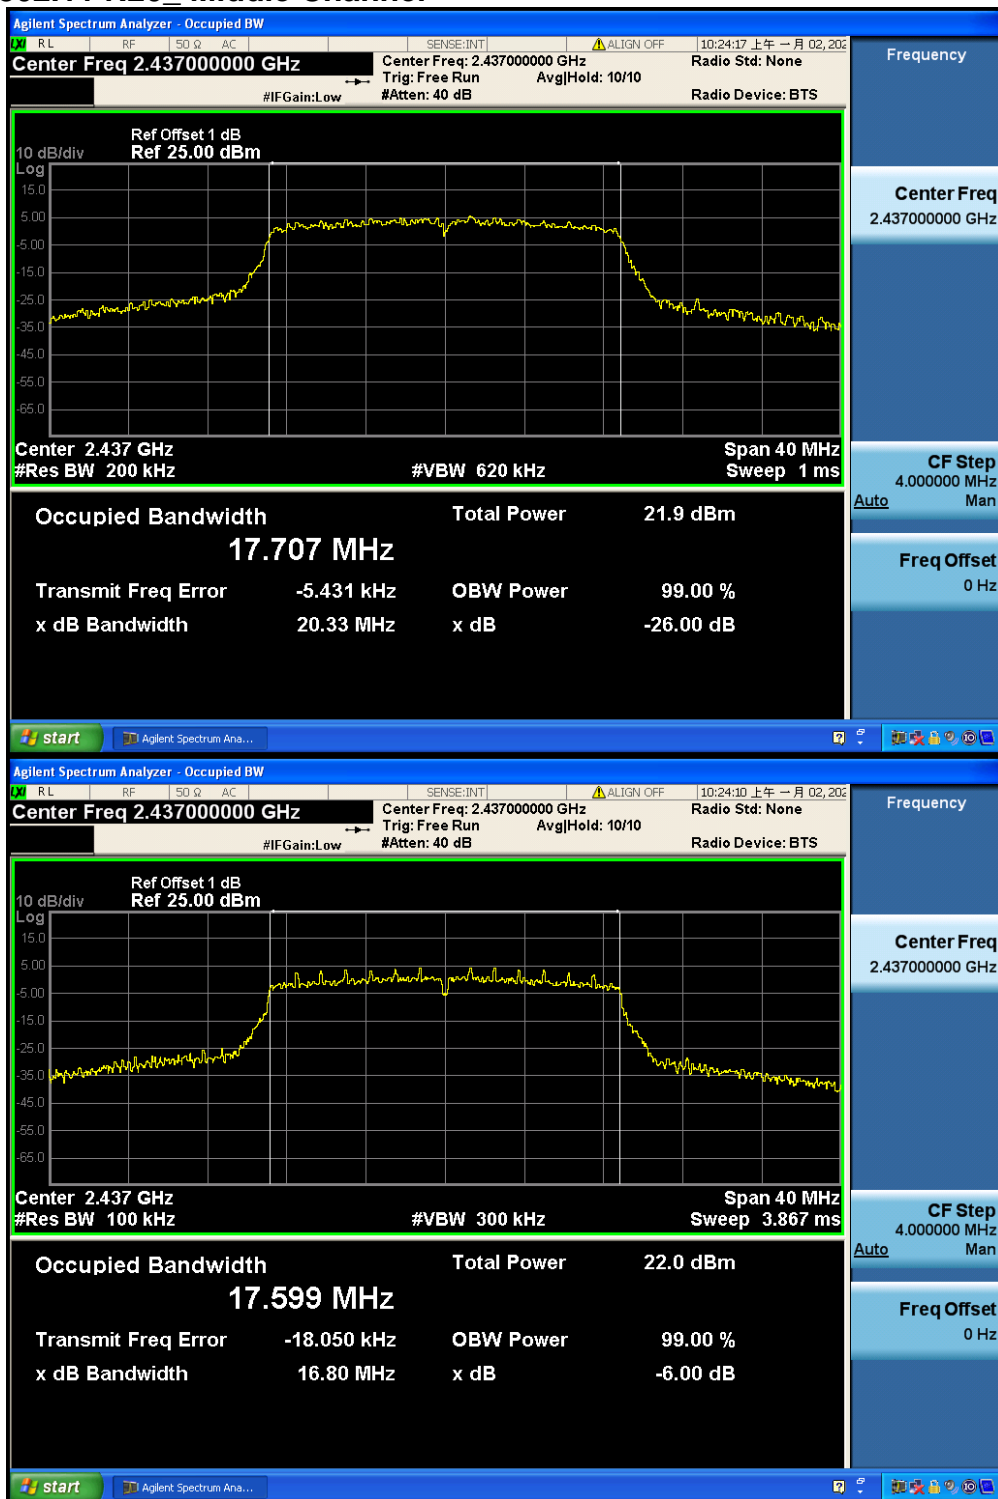 Agilent Spectrum Analyzer - Occupied BW
LXI RL RF 50 Ω AC SENSE:INT ALIGN OFF 10:24:17 上午 一月 02, 202
Center Freq 2.437000000 GHz
Center Freq: 2.437000000 GHz
Radio Std: None
Trig: Free Run Avg|Hold: 10/10
#IFGain:Low #Atten: 40 dB Radio Device: BTS
Frequency
Ref Offset 1 dB
10 dB/div Ref 25.00 dBm
Log
15.0
5.00
-5.00
-15.0
-25.0
-35.0
-45.0
-55.0
-65.0
Center 2.437 GHz Span 40 MHz
#Res BW 200 kHz #VBW 620 kHz Sweep 1 ms
Center Freq
2.437000000 GHz
CF Step
4.000000 MHz
Auto Man
Freq Offset
0 Hz
Occupied Bandwidth Total Power 21.9 dBm
17.707 MHz
Transmit Freq Error -5.431 kHz OBW Power 99.00 %
x dB Bandwidth 20.33 MHz x dB -26.00 dB
start Agilent Spectrum Ana...
Agilent Spectrum Analyzer - Occupied BW
LXI RL RF 50 Ω AC SENSE:INT ALIGN OFF 10:24:10 上午 一月 02, 202
Center Freq 2.437000000 GHz
Center Freq: 2.437000000 GHz
Radio Std: None
Trig: Free Run Avg|Hold: 10/10
#IFGain:Low #Atten: 40 dB Radio Device: BTS
Frequency
Ref Offset 1 dB
10 dB/div Ref 25.00 dBm
Log
15.0
5.00
-5.00
-15.0
-25.0
-35.0
-45.0
-55.0
-65.0
Center 2.437 GHz Span 40 MHz
#Res BW 100 kHz #VBW 300 kHz Sweep 3.867 ms
Center Freq
2.437000000 GHz
CF Step
4.000000 MHz
Auto Man
Freq Offset
0 Hz
Occupied Bandwidth Total Power 22.0 dBm
17.599 MHz
Transmit Freq Error -18.050 kHz OBW Power 99.00 %
x dB Bandwidth 16.80 MHz x dB -6.00 dB
start Agilent Spectrum Ana...